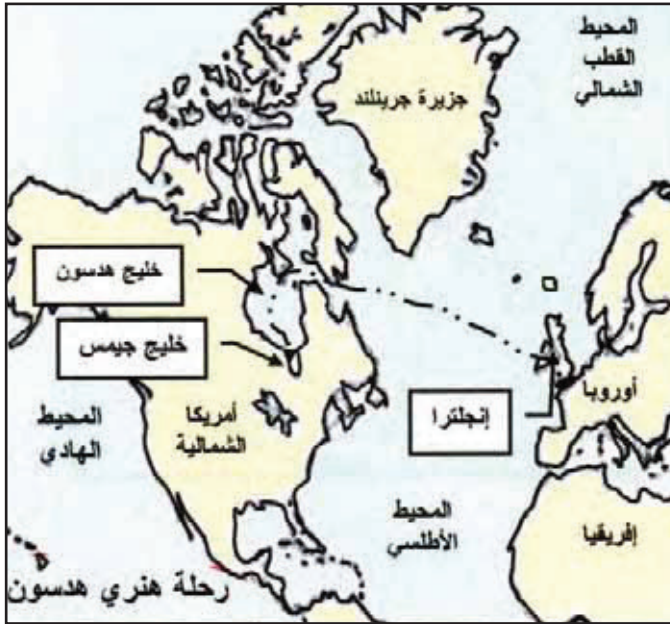 المحيط
القطب
الشمالي
جزيرة جرينلند
خليج هدسون
خليج جيمس
أوروبا
إنجلترا
أمريكا
الشمالية
المحيط
الهادي
المحيط
الأطلسي
إفريقيا
رحلة هنري هدسون